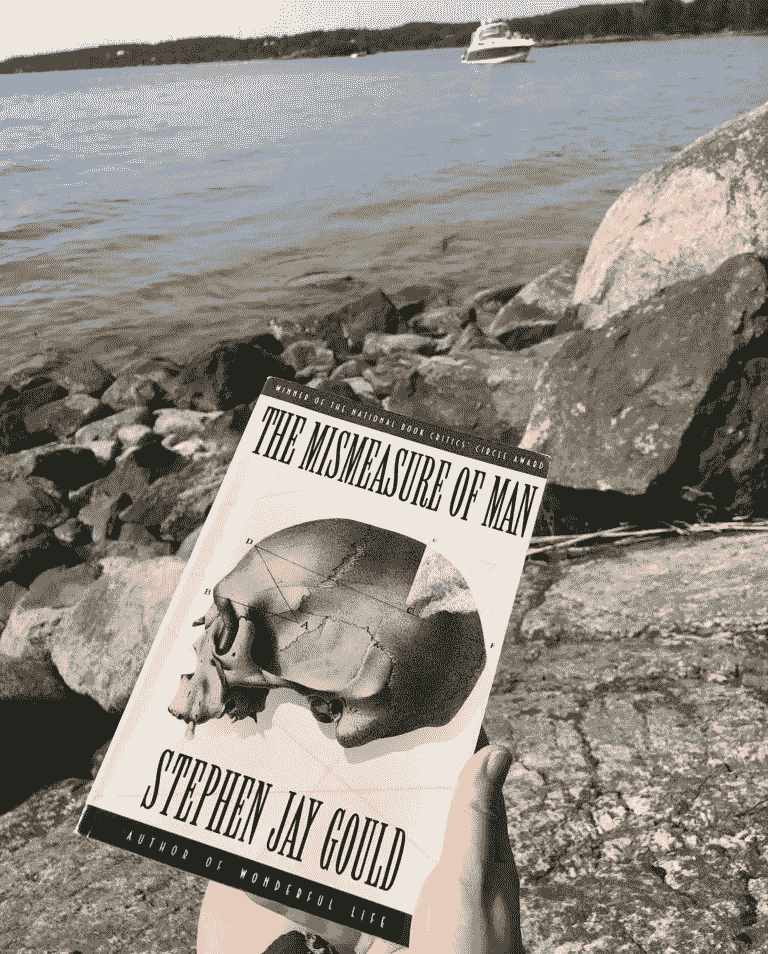 WINNER OF THE NATIONAL BOOK CRITICS' CIRCLE AWARD
THE MISMEASURE OF MAN
D
C
B
A
G
F
STEPHEN JAY GOULD
AUTHOR OF WONDERFUL LIFE